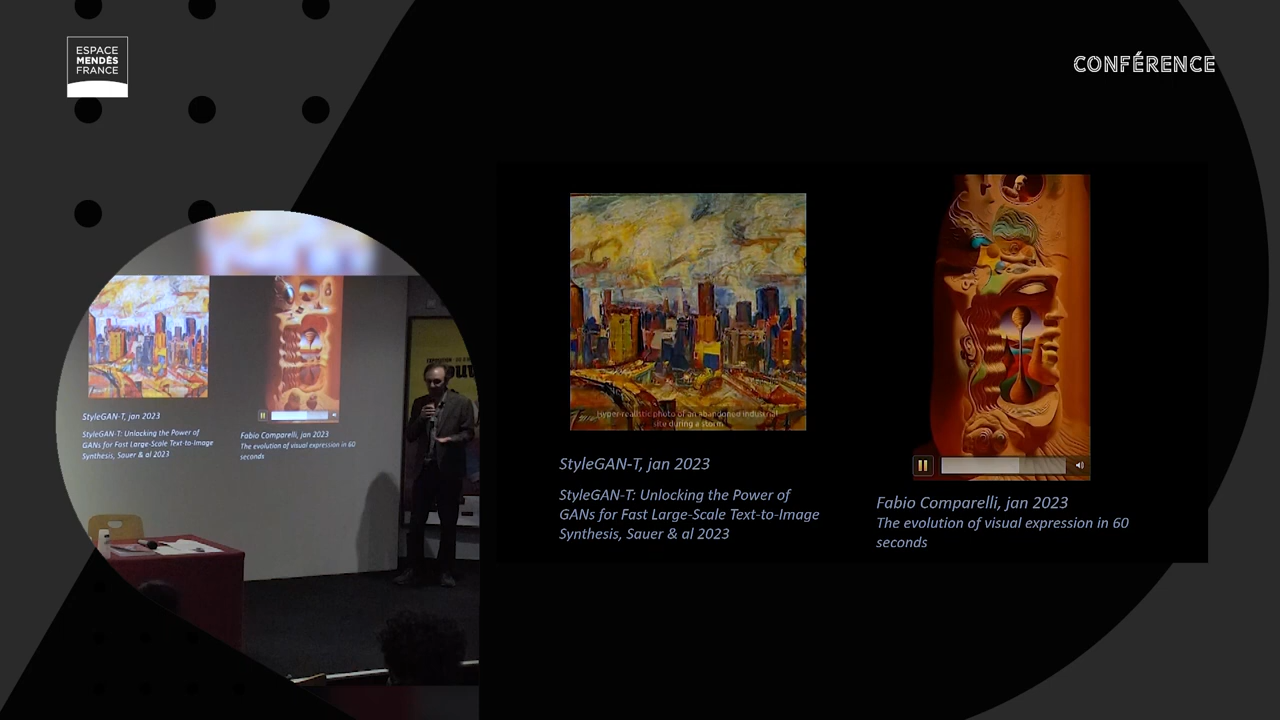 ESPACE
MENDÈS
FRANCE
CONFÉRENCE
Hyper-realistic photo of an abandoned industrial
site during a storm
StyleGAN-T, jan 2023
StyleGAN-T: Unlocking the Power of
GANs for Fast Large-Scale Text-to-Image
Synthesis, Sauer & al 2023
Fabio Comparelli, jan 2023
The evolution of visual expression in 60
seconds
StyleGAN-T, jan 2023
StyleGAN-T: Unlocking the Power of
GANs for Fast Large-Scale Text-to-Image
Synthesis, Sauer & al 2023
Fabio Comparelli, jan 2023
The evolution of visual expression in 60
seconds